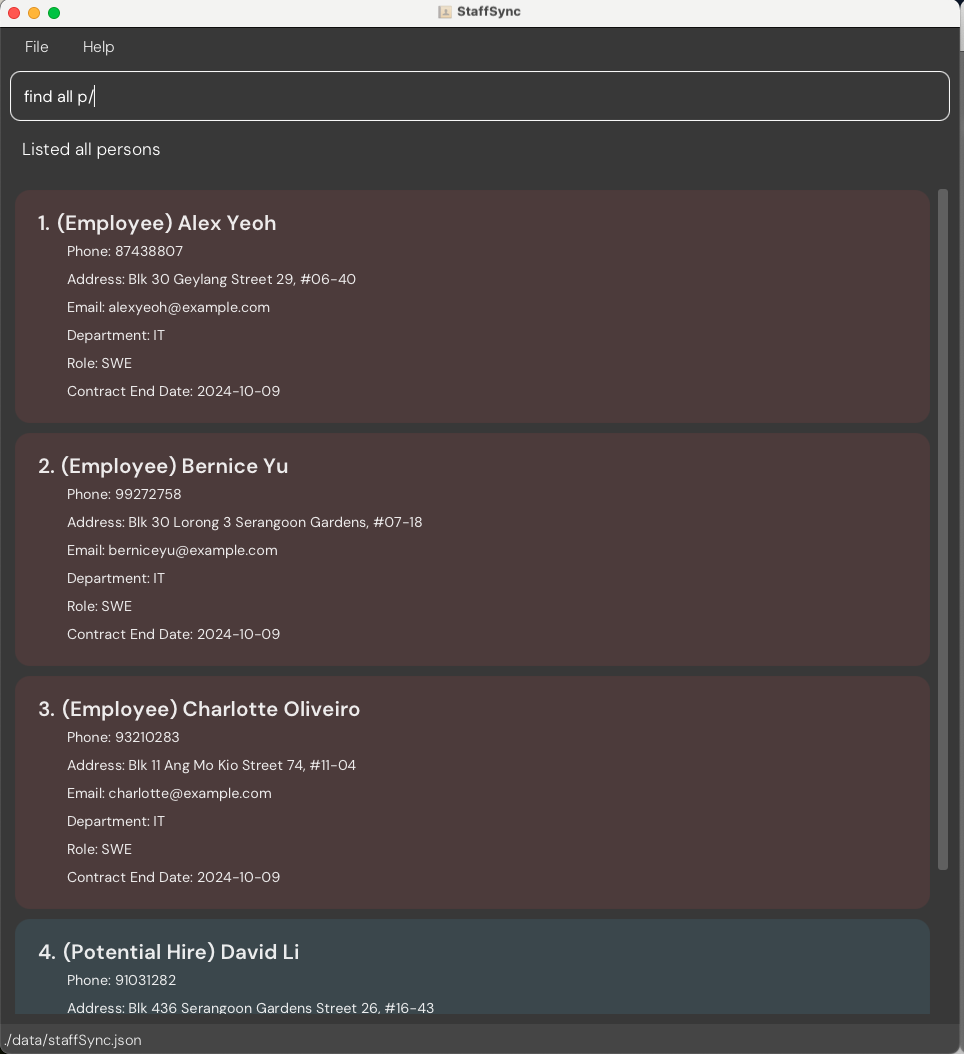 StaffSync
File Help
find all p/
Listed all persons
1. (Employee) Alex Yeoh
Phone: 87438807
Address: Blk 30 Geylang Street 29, #06-40
Email: alexyeoh@example.com
Department: IT
Role: SWE
Contract End Date: 2024-10-09
2. (Employee) Bernice Yu
Phone: 99272758
Address: Blk 30 Lorong 3 Serangoon Gardens, #07-18
Email: berniceyu@example.com
Department: IT
Role: SWE
Contract End Date: 2024-10-09
3. (Employee) Charlotte Oliveiro
Phone: 93210283
Address: Blk 11 Ang Mo Kio Street 74, #11-04
Email: charlotte@example.com
Department: IT
Role: SWE
Contract End Date: 2024-10-09
4. (Potential Hire) David Li
Phone: 91031282
Address: Blk 436 Serangoon Gardens Street 26, #16-43
./data/staffSync.json